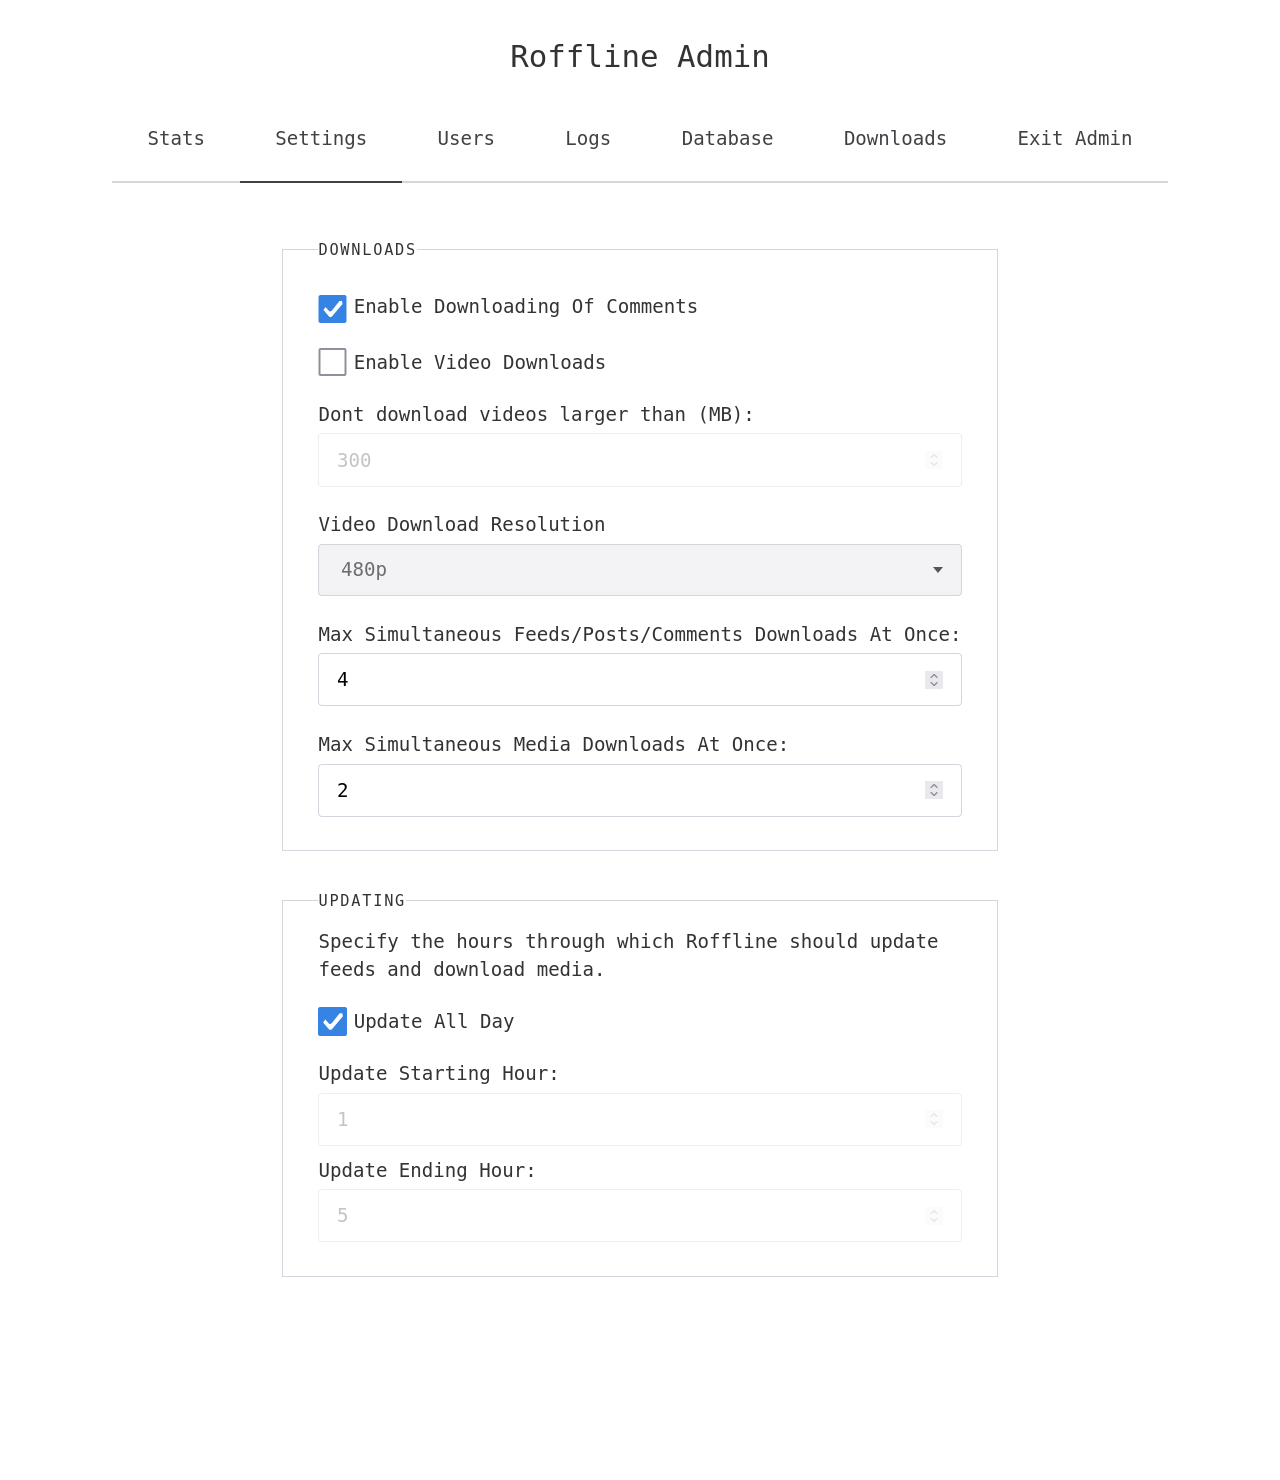 Roffline Admin
Stats Settings Users Logs Database Downloads Exit Admin
DOWNLOADS
Enable Downloading Of Comments
Enable Video Downloads
Dont download videos larger than (MB):
300
Video Download Resolution
480p
Max Simultaneous Feeds/Posts/Comments Downloads At Once:
4
Max Simultaneous Media Downloads At Once:
2
UPDATING
Specify the hours through which Roffline should update
feeds and download media.
Update All Day
Update Starting Hour:
1
Update Ending Hour:
5